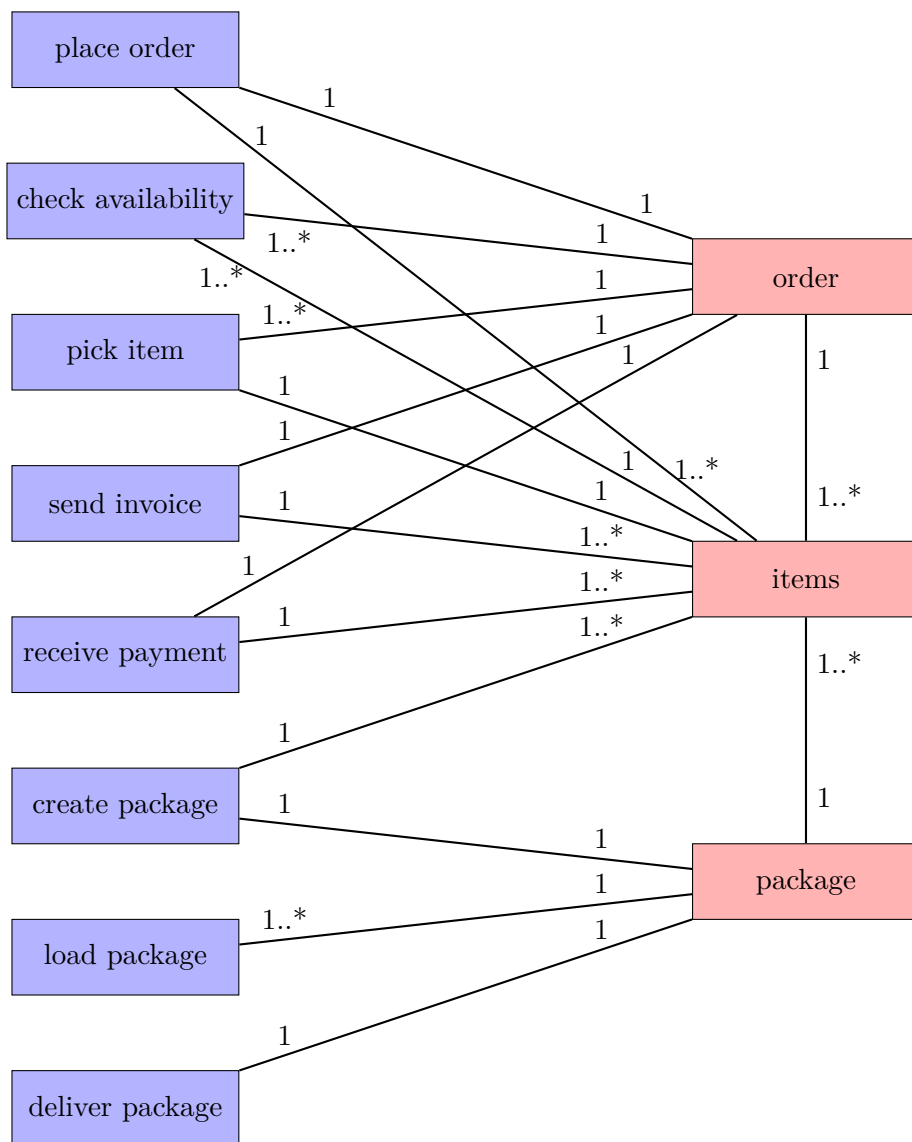 place order
1
1
1
check availability
1..*
1
1..*
order
1
1..*
pick item
1
1
1
1
1
1
1..*
1
send invoice
1
1..*
1..*
1
items
1..*
1
1..*
receive payment
1..*
1
create package
1
1
1
package
1
1..*
load package
1
1
deliver package